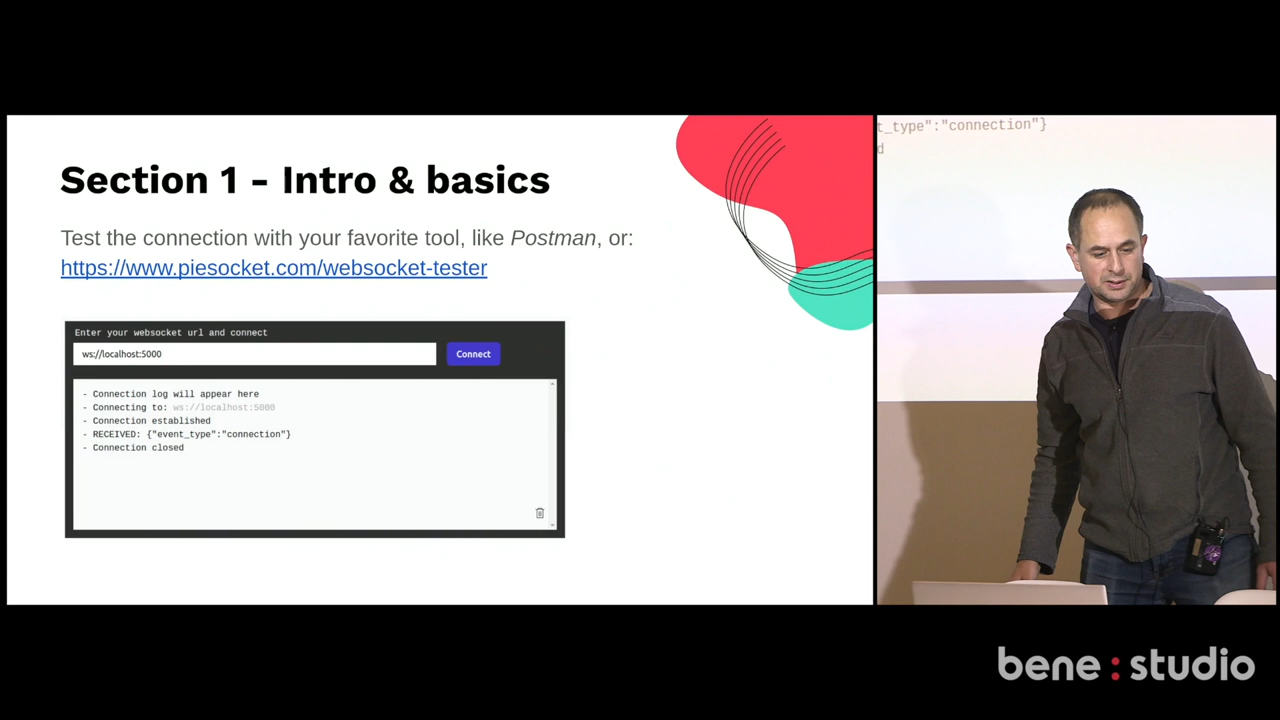 Section 1 - Intro & basics
Test the connection with your favorite tool, like Postman, or:
https://www.piesocket.com/websocket-tester
Enter your websocket url and connect
ws://localhost:5000
Connect
- Connection log will appear here
- Connecting to: ws://localhost:5000
- Connection established
- RECEIVED: {"event_type":"connection"}
- Connection closed
t_type":"connection"}
d
bene:studio